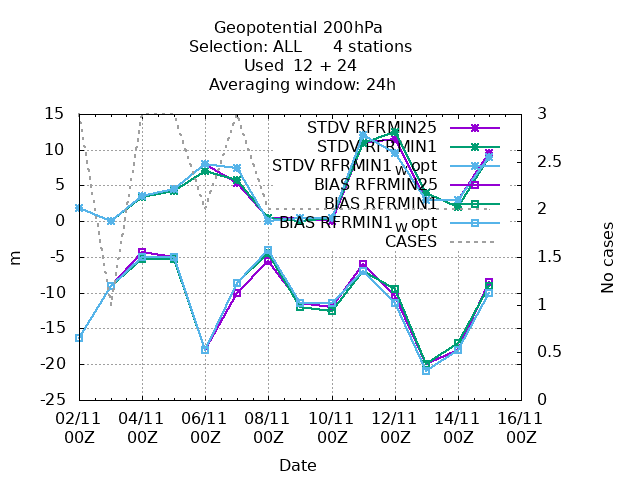 Geopotential 200hPa
Selection: ALL 4 stations
Used 12 + 24
Averaging window: 24h
15
10
5
0
-5
-10
-15
-20
-25
m
3
2.5
2
1.5
1
0.5
0
No cases
STDV RFRMIN25
STDV RFRMIN1
STDV RFRMIN1w opt
BIAS RFRMIN25
BIAS RFRMIN1
BIAS RFRMIN1w opt
CASES
02/11 04/11 06/11 08/11 10/11 12/11 14/11 16/11
00Z 00Z 00Z 00Z 00Z 00Z 00Z 00Z
Date